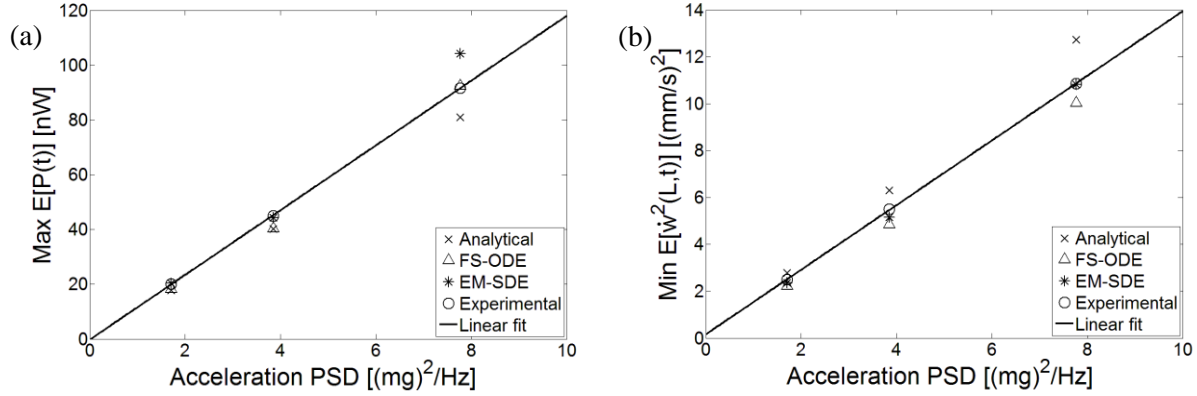 (a)
Max E[P(t)] [nW]
120
100
80
60
40
20
0
0 2 4 6 8 10
Acceleration PSD [(mg)²/Hz]
Analytical
FS-ODE
EM-SDE
Experimental
Linear fit
(b)
Min E[ẇ²(L,t)] [(mm/s)²]
14
12
10
8
6
4
2
0
0 2 4 6 8 10
Acceleration PSD [(mg)²/Hz]
Analytical
FS-ODE
EM-SDE
Experimental
Linear fit